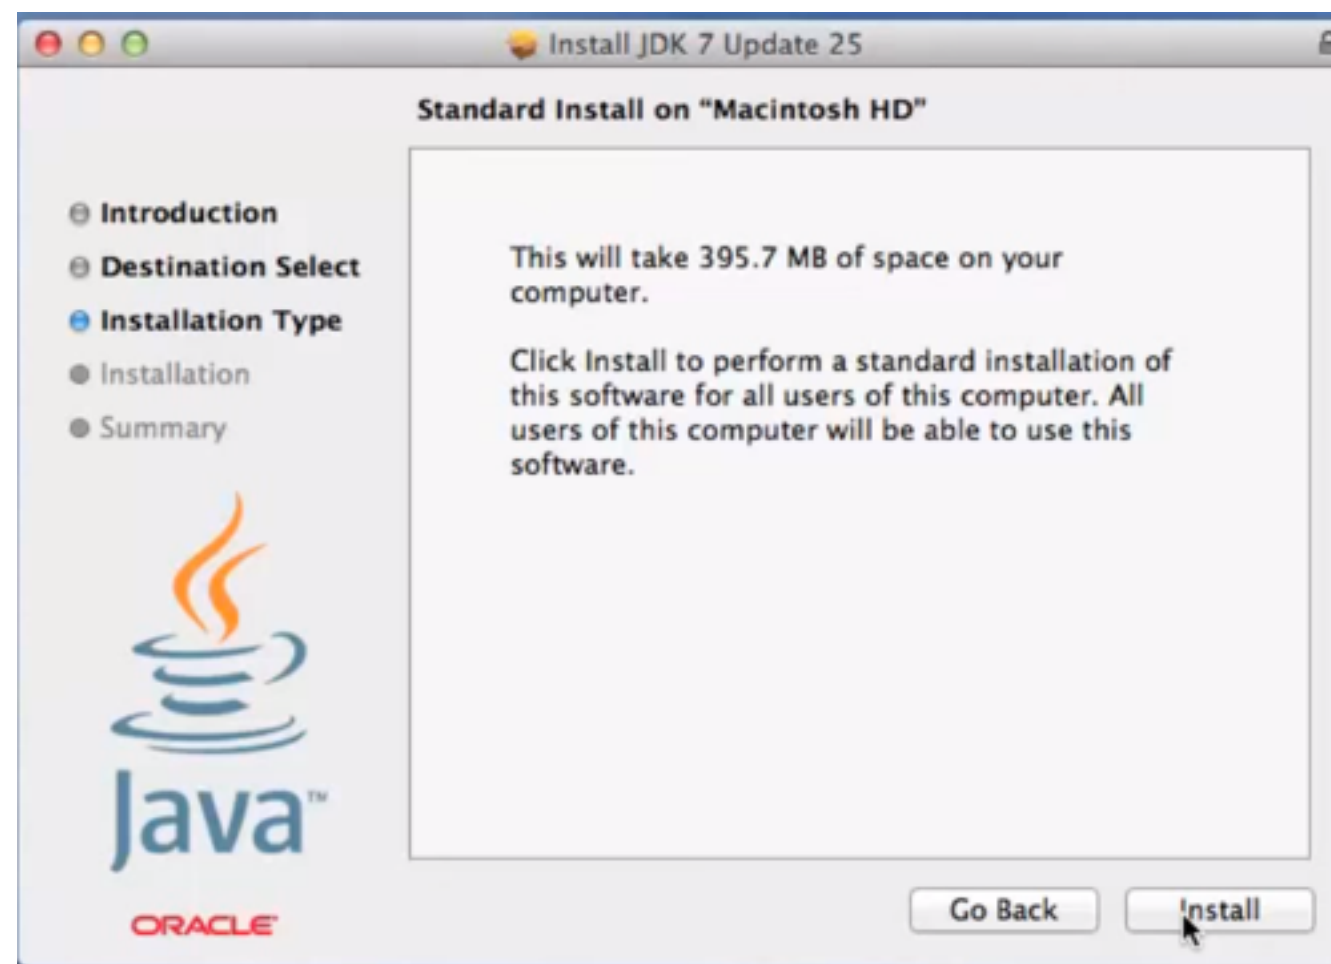 Install JDK 7 Update 25
Standard Install on “Macintosh HD”
Introduction
Destination Select
Installation Type
Installation
Summary
This will take 395.7 MB of space on your
computer.
Click Install to perform a standard installation of
this software for all users of this computer. All
users of this computer will be able to use this
software.
Java™
ORACLE
Go Back
Install